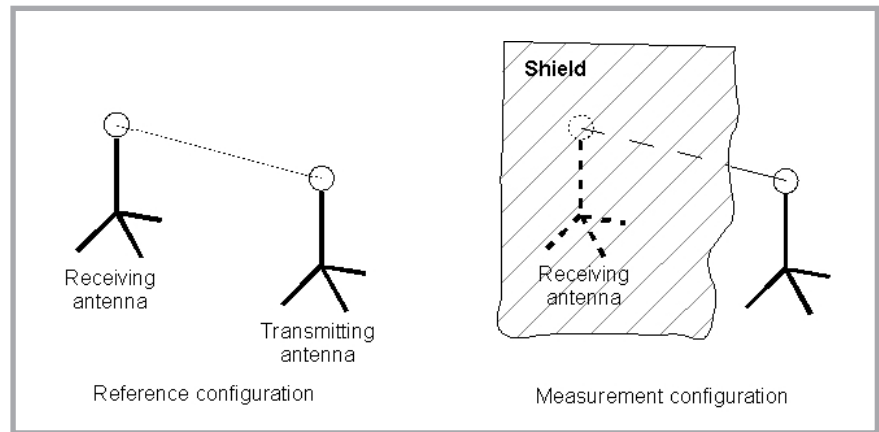 Receiving
antenna
Transmitting
antenna
Reference configuration
Shield
Receiving
antenna
Measurement configuration